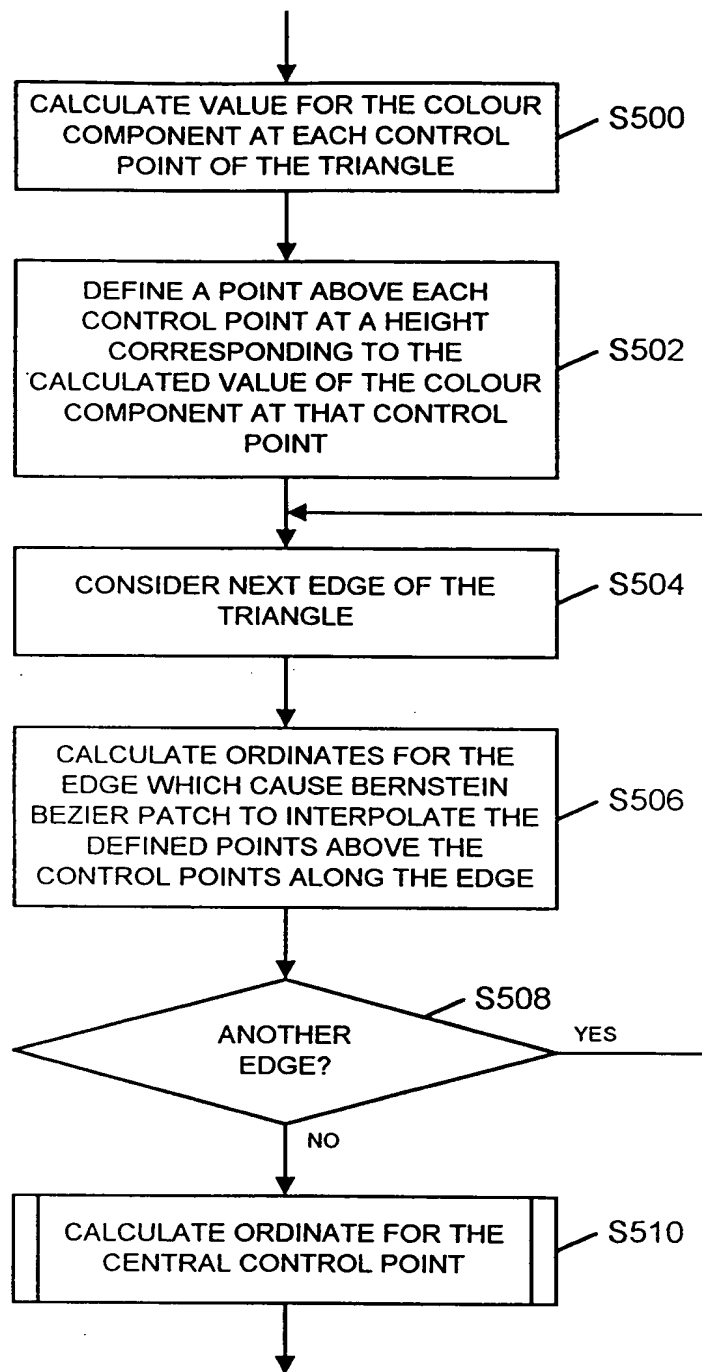 CALCULATE VALUE FOR THE COLOUR
COMPONENT AT EACH CONTROL
POINT OF THE TRIANGLE
S500
DEFINE A POINT ABOVE EACH
CONTROL POINT AT A HEIGHT
CORRESPONDING TO THE
CALCULATED VALUE OF THE COLOUR
COMPONENT AT THAT CONTROL
POINT
S502
CONSIDER NEXT EDGE OF THE
TRIANGLE
S504
CALCULATE ORDINATES FOR THE
EDGE WHICH CAUSE BERNSTEIN
BEZIER PATCH TO INTERPOLATE THE
DEFINED POINTS ABOVE THE
CONTROL POINTS ALONG THE EDGE
S506
S508
ANOTHER
EDGE?
YES
NO
CALCULATE ORDINATE FOR THE
CENTRAL CONTROL POINT
S510